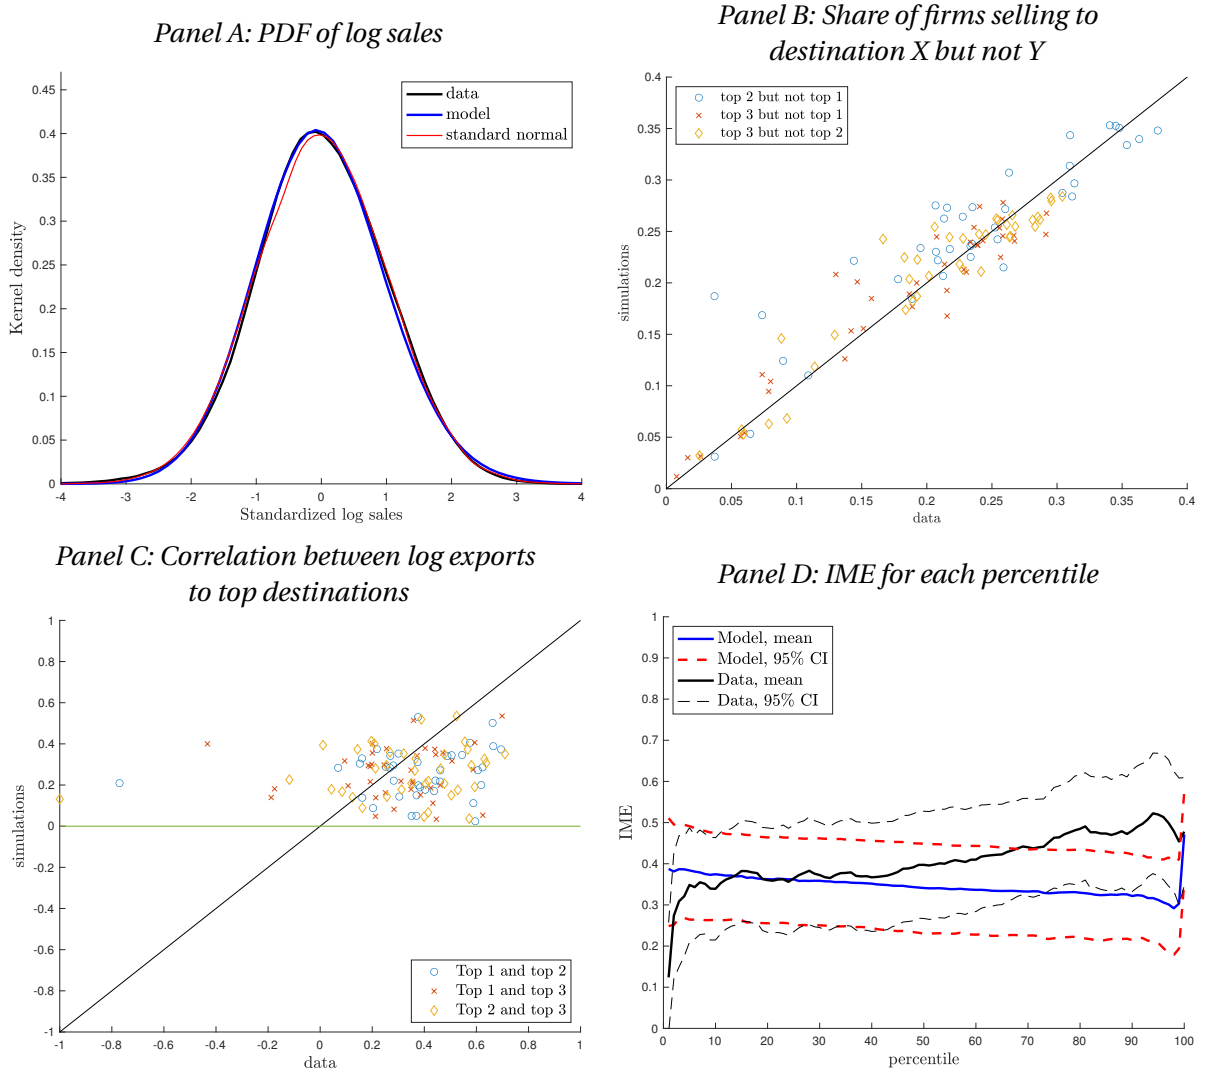 Panel A: PDF of log sales
0.45
0.4
0.35
0.3
0.25
0.2
0.15
0.1
0.05
0
Kernel density
data
model
standard normal
-4 -3 -2 -1 0 1 2 3 4
Standardized log sales
Panel B: Share of firms selling to
destination X but not Y
0.4
0.35
0.3
0.25
0.2
0.15
0.1
0.05
0
simulations
top 2 but not top 1
top 3 but not top 1
top 3 but not top 2
0 0.05 0.1 0.15 0.2 0.25 0.3 0.35 0.4
data
Panel C: Correlation between log exports
to top destinations
1
0.8
0.6
0.4
0.2
0
-0.2
-0.4
-0.6
-0.8
-1
simulations
Top 1 and top 2
Top 1 and top 3
Top 2 and top 3
-1 -0.8 -0.6 -0.4 -0.2 0 0.2 0.4 0.6 0.8 1
data
Panel D: IME for each percentile
1
0.9
0.8
0.7
0.6
0.5
0.4
0.3
0.2
0.1
0
IME
Model, mean
Model, 95% CI
Data, mean
Data, 95% CI
0 10 20 30 40 50 60 70 80 90 100
percentile